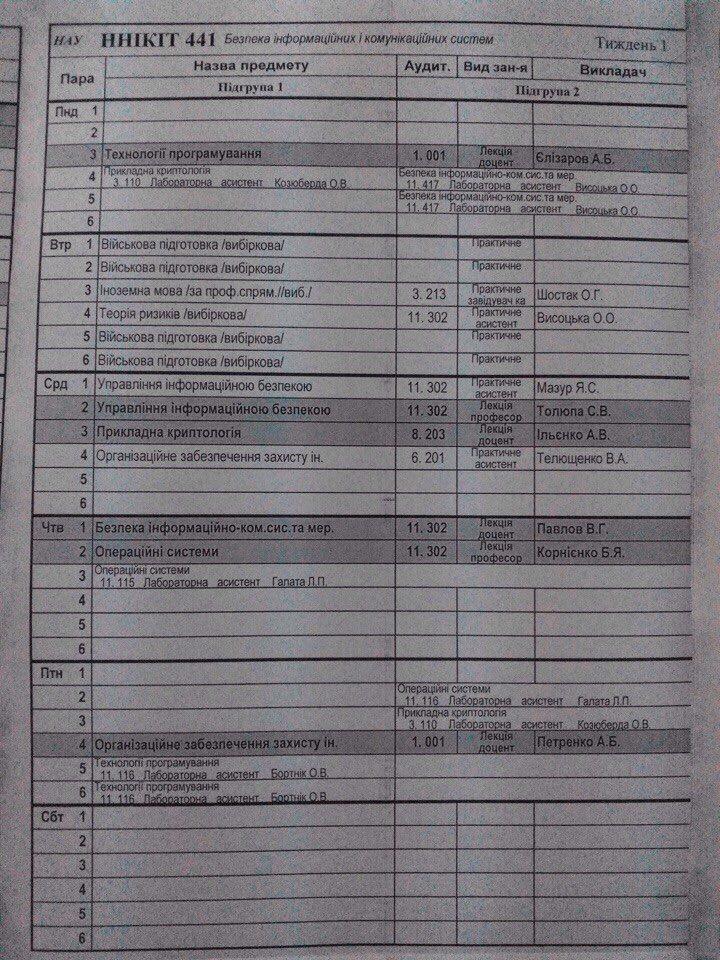 НАУ ННІКІТ 441 Безпека інформаційних і комунікаційних систем Тиждень 1
Пара Назва предмету Аудит. Вид зан-я Викладач
Підгрупа 1 Підгрупа 2
Пнд 1
2
3 Технології програмування 1. 001 Лекція доцент Єлізаров А.Б.
4 Прикладна криптологія Безпека інформаційно-ком.сис.та мер.
3. 110 Лабораторна асистент Козюберда О.В. 11. 417 Лабораторна асистент Висоцька О.О.
5 Безпека інформаційно-ком.сис.та мер.
11. 417 Лабораторна асистент Висоцька О.О.
6
Втр 1 Військова підготовка /вибіркова/ Практичне
2 Військова підготовка /вибіркова/ Практичне
3 Іноземна мова /за проф.спрям.//виб./ 3. 213 Практичне завідувач ка Шостак О.Г.
4 Теорія ризиків /вибіркова/ 11. 302 Практичне асистент Висоцька О.О.
5 Військова підготовка /вибіркова/ Практичне
6 Військова підготовка /вибіркова/ Практичне
Срд 1 Управління інформаційною безпекою 11. 302 Практичне асистент Мазур Я.С.
2 Управління інформаційною безпекою 11. 302 Лекція професор Толюпа С.В.
3 Прикладна криптологія 8. 203 Лекція доцент Ільєнко А.В.
4 Організаційне забезпечення захисту ін. 6. 201 Практичне асистент Телющенко В.А.
5
6
Чтв 1 Безпека інформаційно-ком.сис.та мер. 11. 302 Лекція доцент Павлов В.Г.
2 Операційні системи 11. 302 Лекція професор Корнієнко Б.Я.
3 Операційні системи
11. 115 Лабораторна асистент Галата Л.П.
4
5
6
Птн 1
2 Операційні системи
11. 116 Лабораторна асистент Галата Л.П.
3 Прикладна криптологія
3. 110 Лабораторна асистент Козюберда О.В.
4 Організаційне забезпечення захисту ін. 1. 001 Лекція доцент Петренко А.Б.
5 Технології програмування
11. 116 Лабораторна асистент Бортнік О.В.
6 Технології програмування
11. 116 Лабораторна асистент Бортнік О.В.
Сбт 1
2
3
4
5
6